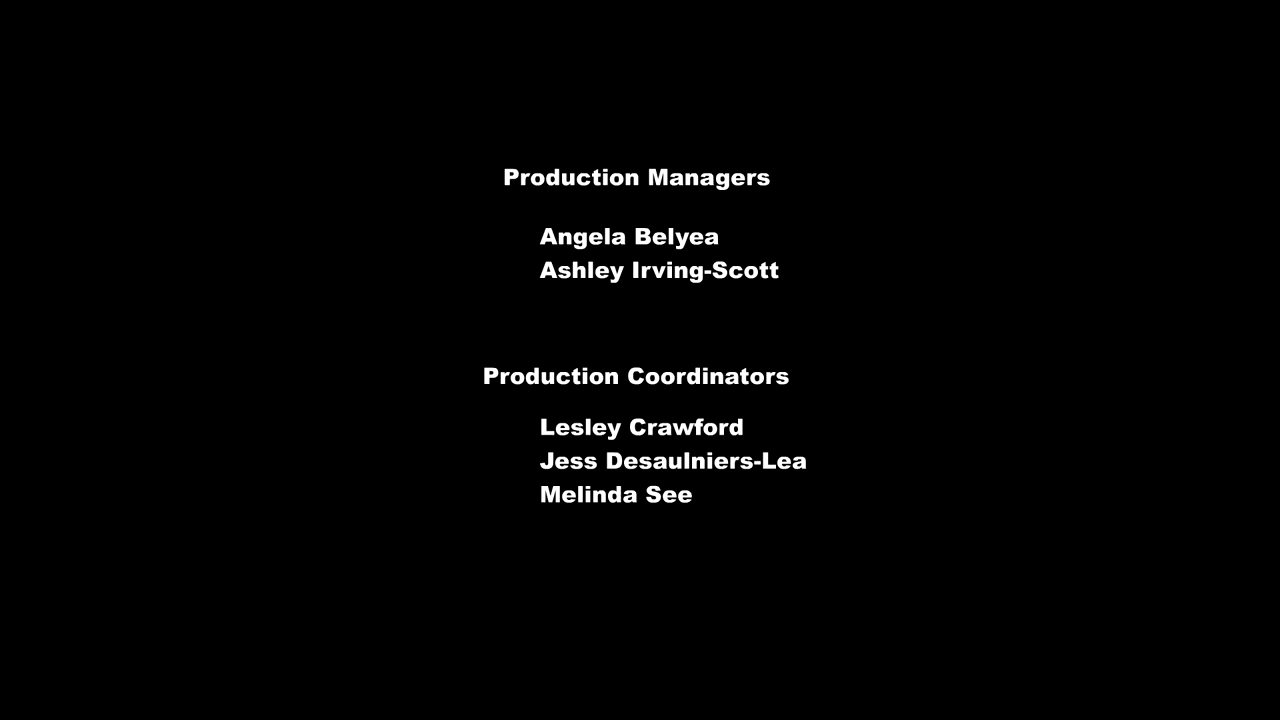 Production Managers
Angela Belyea
Ashley Irving-Scott
Production Coordinators
Lesley Crawford
Jess Desaulniers-Lea
Melinda See